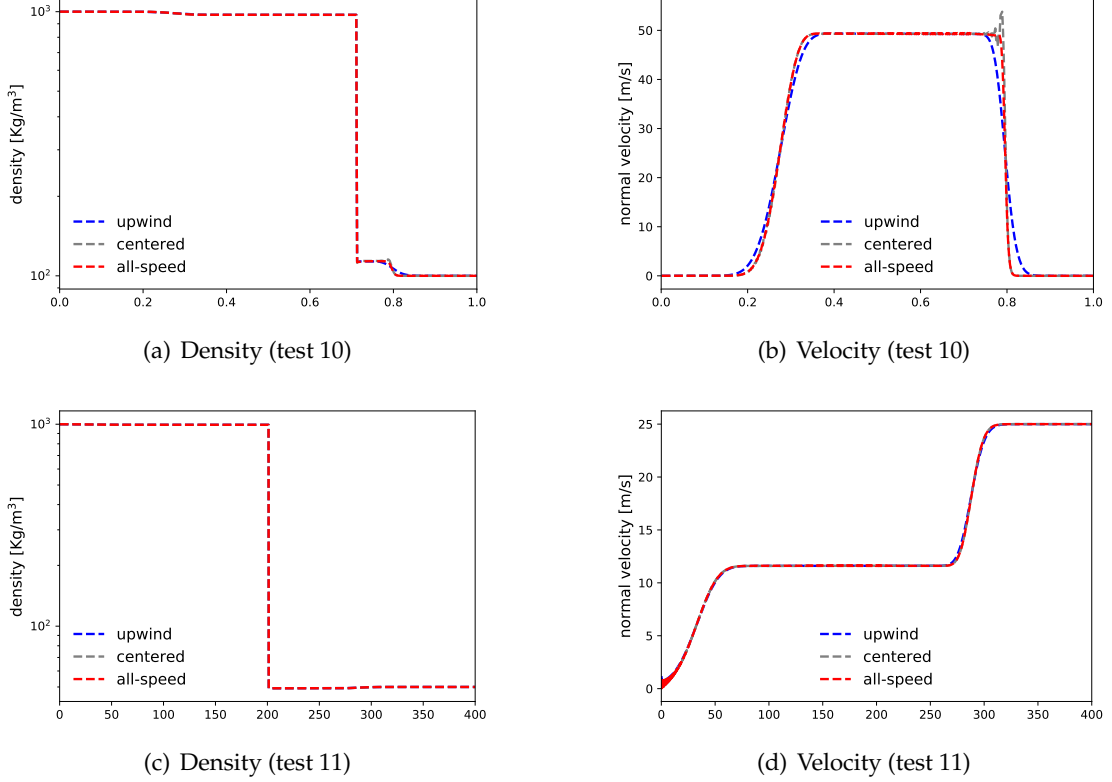 10³
10²
density [Kg/m³]
upwind
centered
all-speed
0.0 0.2 0.4 0.6 0.8 1.0
(a) Density (test 10)
50
40
30
20
10
0
normal velocity [m/s]
upwind
centered
all-speed
0.0 0.2 0.4 0.6 0.8 1.0
(b) Velocity (test 10)
10³
10²
density [Kg/m³]
upwind
centered
all-speed
0 50 100 150 200 250 300 350 400
(c) Density (test 11)
25
20
15
10
5
0
normal velocity [m/s]
upwind
centered
all-speed
0 50 100 150 200 250 300 350 400
(d) Velocity (test 11)